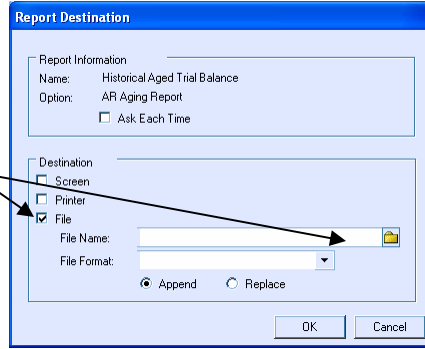 Report Destination
Report Information
Name: Historical Aged Trial Balance
Option: AR Aging Report
Ask Each Time
Destination
Screen
Printer
File
File Name:
File Format:
Append Replace
OK Cancel